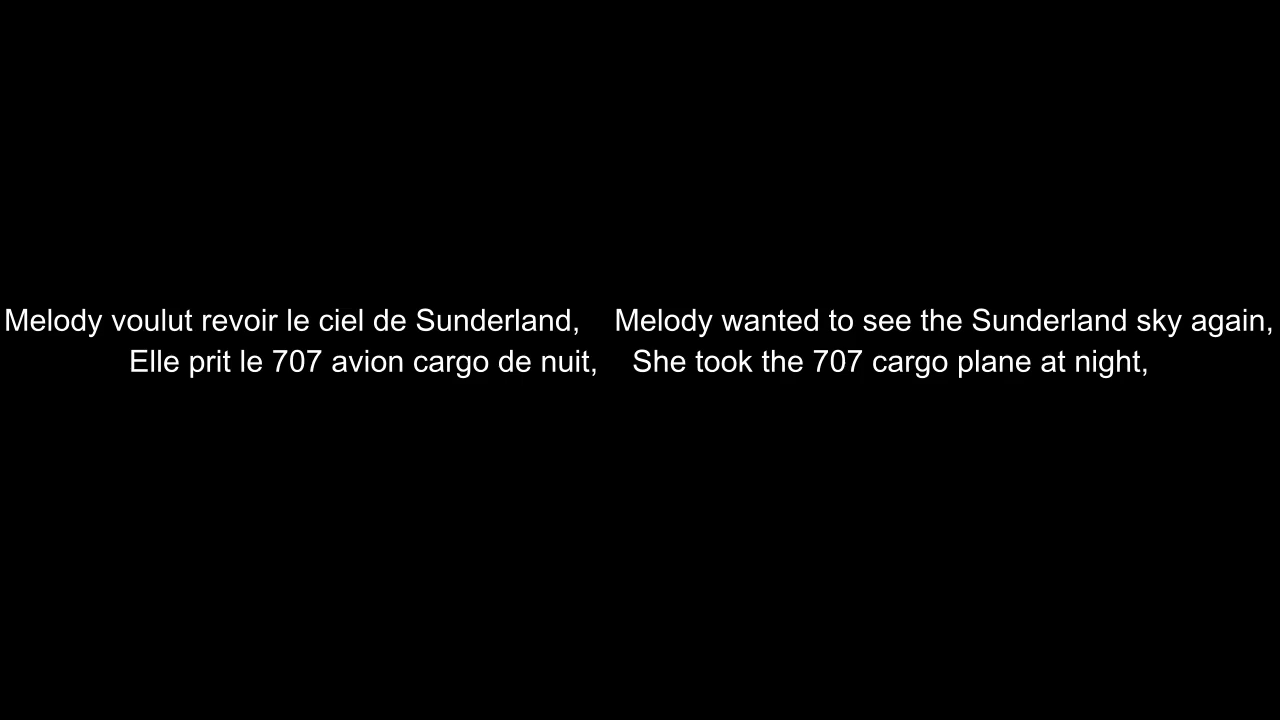 Melody voulut revoir le ciel de Sunderland, Melody wanted to see the Sunderland sky again,
Elle prit le 707 avion cargo de nuit, She took the 707 cargo plane at night,